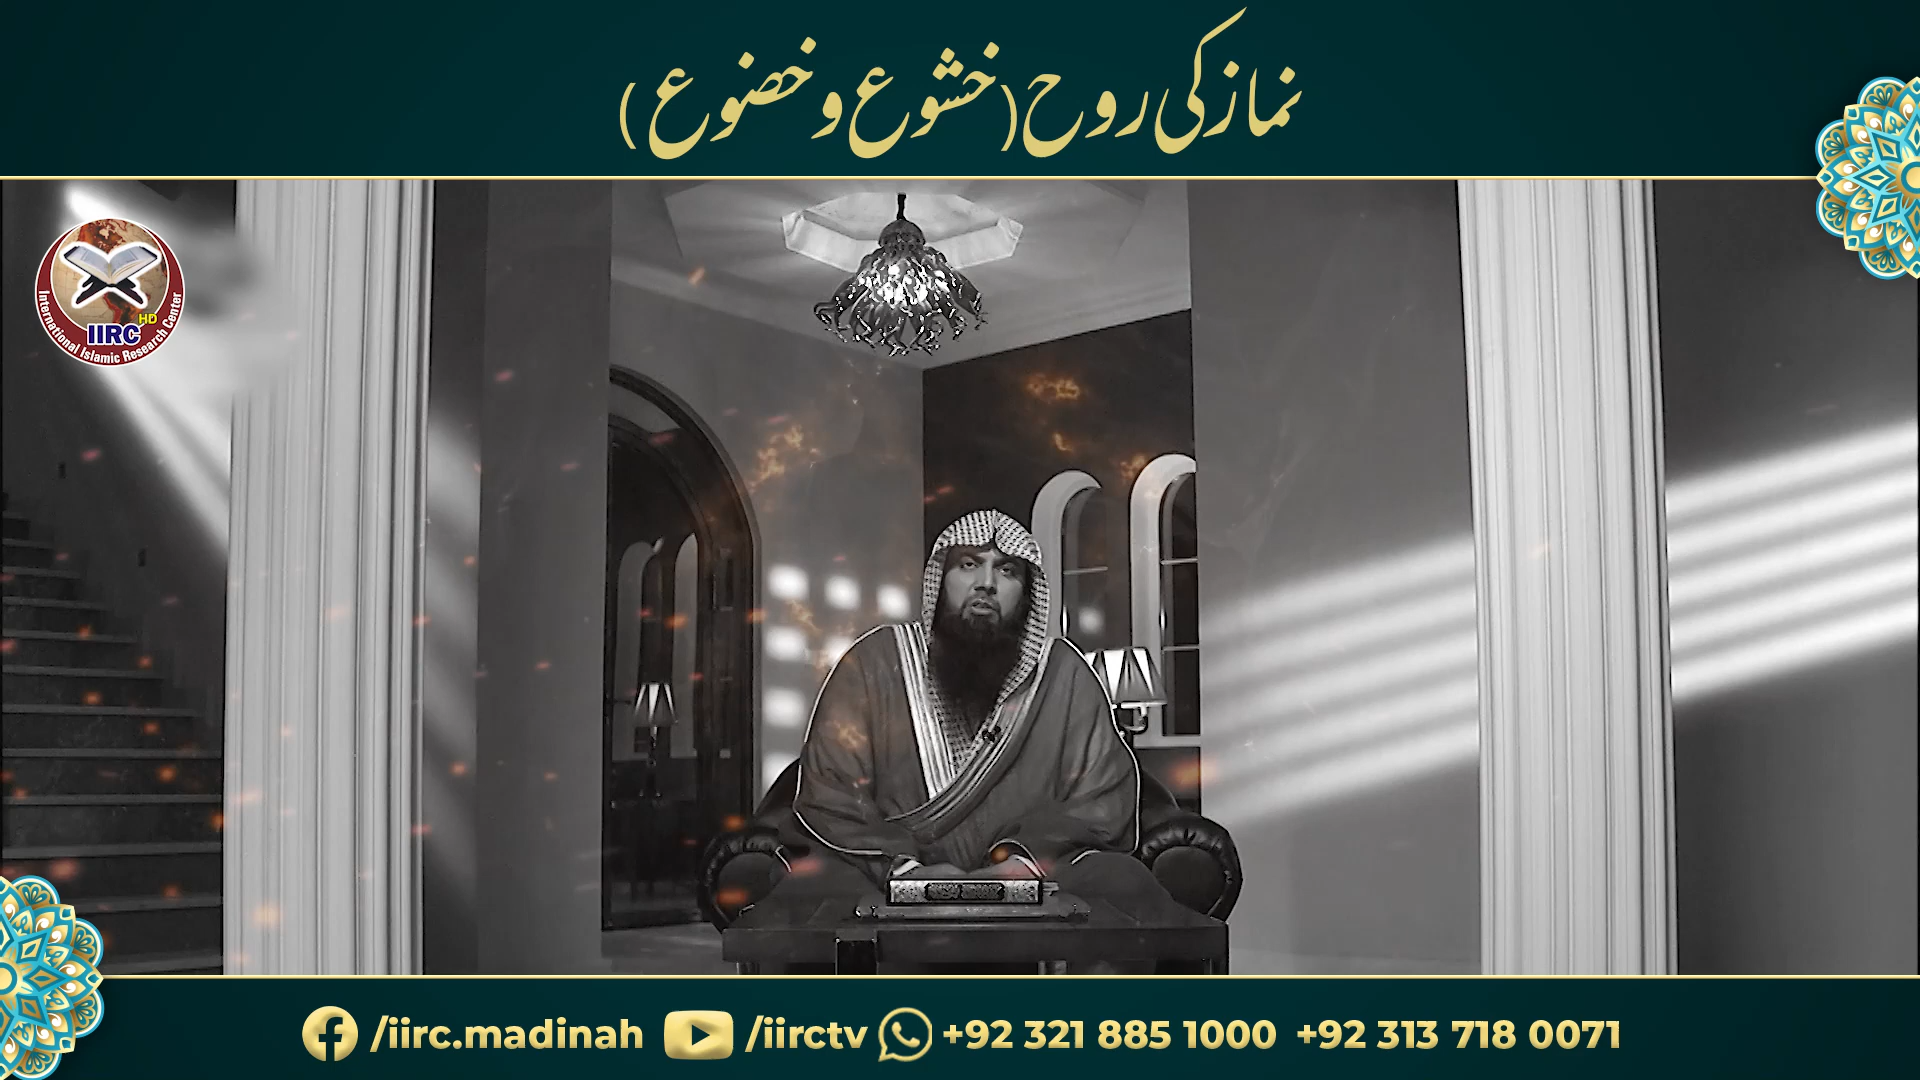 نماز کی روح (خشوع و خضوع)
International Islamic Research Center
IIRC HD
/iirc.madinah /iirctv +92 321 885 1000 +92 313 718 0071